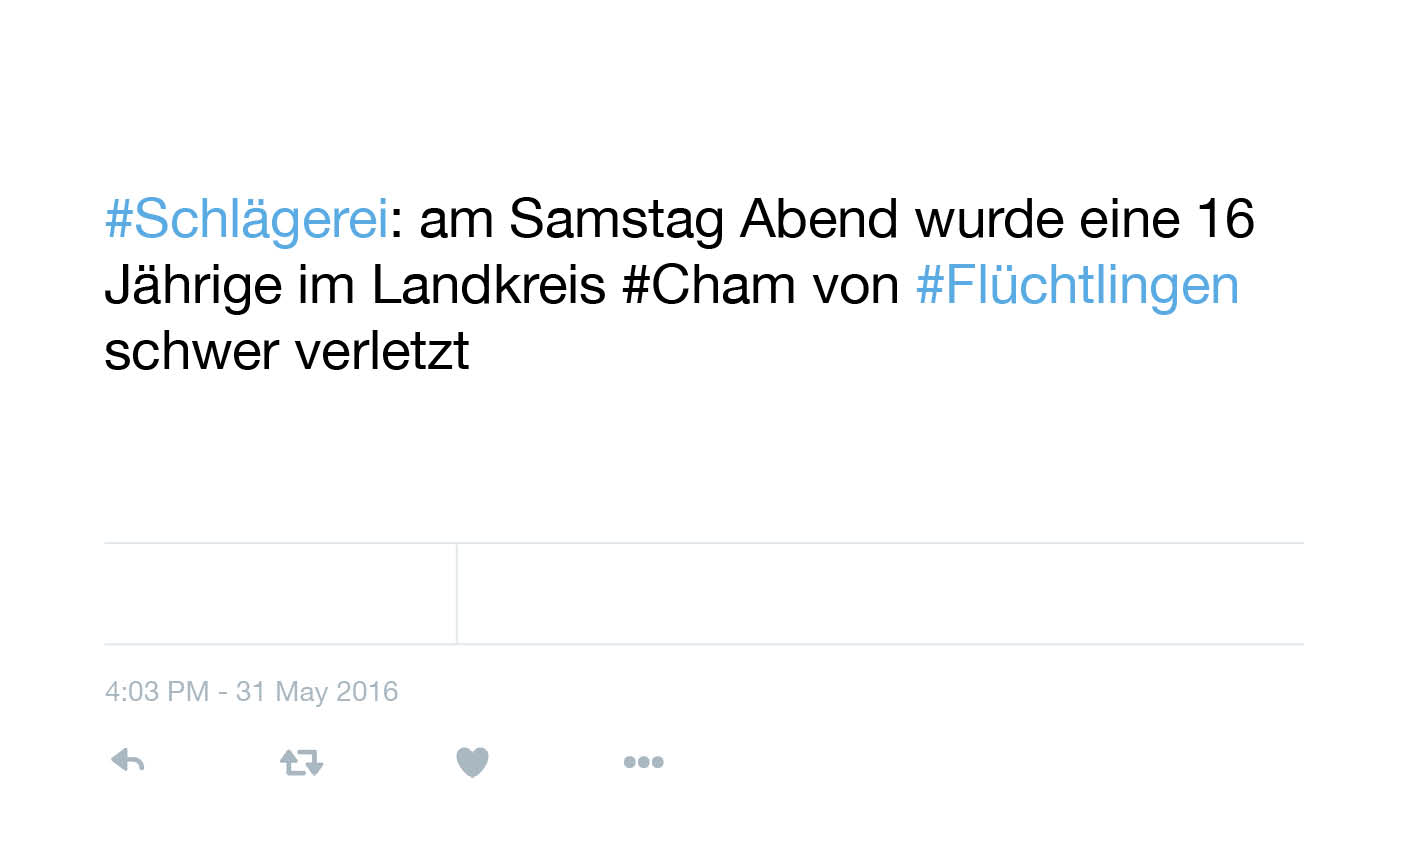 #Schlägerei: am Samstag Abend wurde eine 16
Jährige im Landkreis #Cham von #Flüchtlingen
schwer verletzt
4:03 PM - 31 May 2016